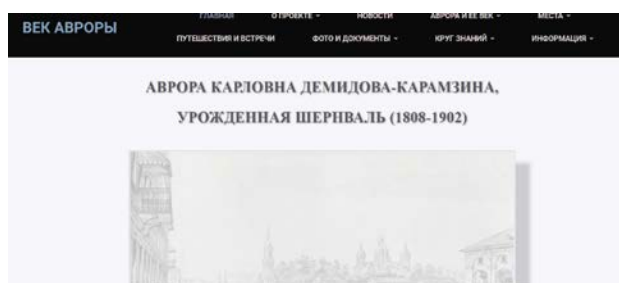 ВЕК АВРОРЫ
ГЛАВНАЯ О ПРОЕКТЕ НОВОСТИ АВРОРА И ЕЕ ВЕК МЕСТА
ПУТЕШЕСТВИЯ И ВСТРЕЧИ ФОТО И ДОКУМЕНТЫ КРУГ ЗНАНИЙ ИНФОРМАЦИЯ
АВРОРА КАРЛОВНА ДЕМИДОВА-КАРАМЗИНА,
УРОЖДЕННАЯ ШЕРНВАЛЬ (1808-1902)